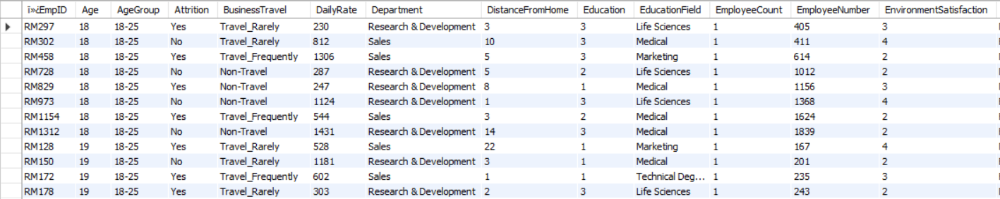 ï»¿EmpID Age AgeGroup Attrition BusinessTravel DailyRate Department DistanceFromHome Education EducationField EmployeeCount EmployeeNumber EnvironmentSatisfaction
RM297 18 18-25 Yes Travel_Rarely 230 Research & Development 3 3 Life Sciences 1 405 3
RM302 18 18-25 No Travel_Rarely 812 Sales 10 3 Medical 1 411 4
RM458 18 18-25 Yes Travel_Frequently 1306 Sales 5 3 Marketing 1 614 2
RM728 18 18-25 No Non-Travel 287 Research & Development 5 2 Life Sciences 1 1012 2
RM829 18 18-25 Yes Non-Travel 247 Research & Development 8 1 Medical 1 1156 3
RM973 18 18-25 No Non-Travel 1124 Research & Development 1 3 Life Sciences 1 1368 4
RM1154 18 18-25 Yes Travel_Frequently 544 Sales 3 2 Medical 1 1624 2
RM1312 18 18-25 No Non-Travel 1431 Research & Development 14 3 Medical 1 1839 2
RM128 19 18-25 Yes Travel_Rarely 528 Sales 22 1 Marketing 1 167 4
RM150 19 18-25 No Travel_Rarely 1181 Research & Development 3 1 Medical 1 201 2
RM172 19 18-25 Yes Travel_Frequently 602 Sales 1 1 Technical Deg... 1 235 3
RM178 19 18-25 Yes Travel_Rarely 303 Research & Development 2 3 Life Sciences 1 243 2